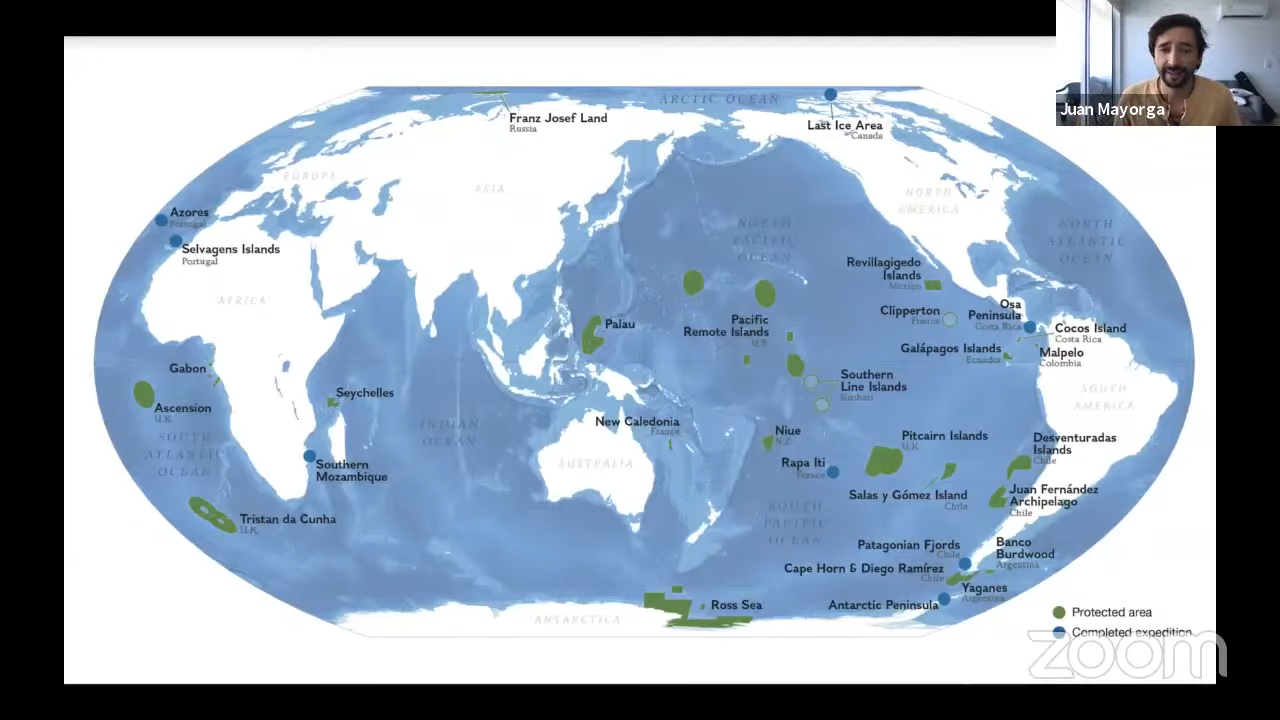 Juan Mayorga
ARCTIC OCEAN
Franz Josef Land
Russia
Last Ice Area
Canada
EUROPE
ASIA
NORTH
AMERICA
Azores
Portugal
Selvagens Islands
Portugal
NORTH
PACIFIC
OCEAN
NORTH
ATLANTIC
OCEAN
AFRICA
Revillagigedo
Islands
Mexico
Clipperton
France
Osa
Peninsula
Costa Rica
Cocos Island
Costa Rica
Palau
Pacific
Remote Islands
U.S.
Galápagos Islands
Ecuador
Malpelo
Colombia
Gabon
Seychelles
Southern
Line Islands
Kiribati
SOUTH
AMERICA
Ascension
U.K.
INDIAN
OCEAN
New Caledonia
France
Niue
N.Z.
Pitcairn Islands
U.K.
Desventuradas
Islands
Chile
SOUTH
ATLANTIC
OCEAN
Southern
Mozambique
AUSTRALIA
Rapa Iti
France
Salas y Gómez Island
Chile
Juan Fernández
Archipelago
Chile
Tristan da Cunha
U.K.
SOUTH
PACIFIC
OCEAN
Patagonian Fjords
Chile
Banco
Burdwood
Argentina
Cape Horn & Diego Ramírez
Chile
Yaganes
Argentina
Ross Sea
Antarctic Peninsula
ANTARCTICA
Protected area
Completed expedition
zoom